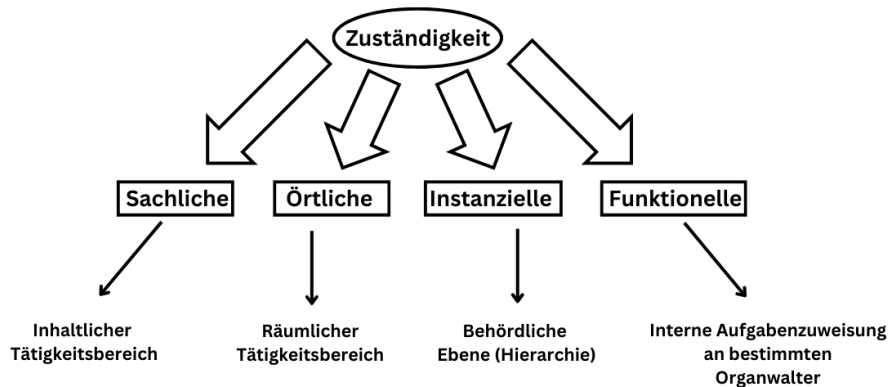 Zuständigkeit
Sachliche
Örtliche
Instanzielle
Funktionelle
Inhaltlicher
Tätigkeitsbereich
Räumlicher
Tätigkeitsbereich
Behördliche
Ebene (Hierarchie)
Interne Aufgabenzuweisung
an bestimmten
Organwalter